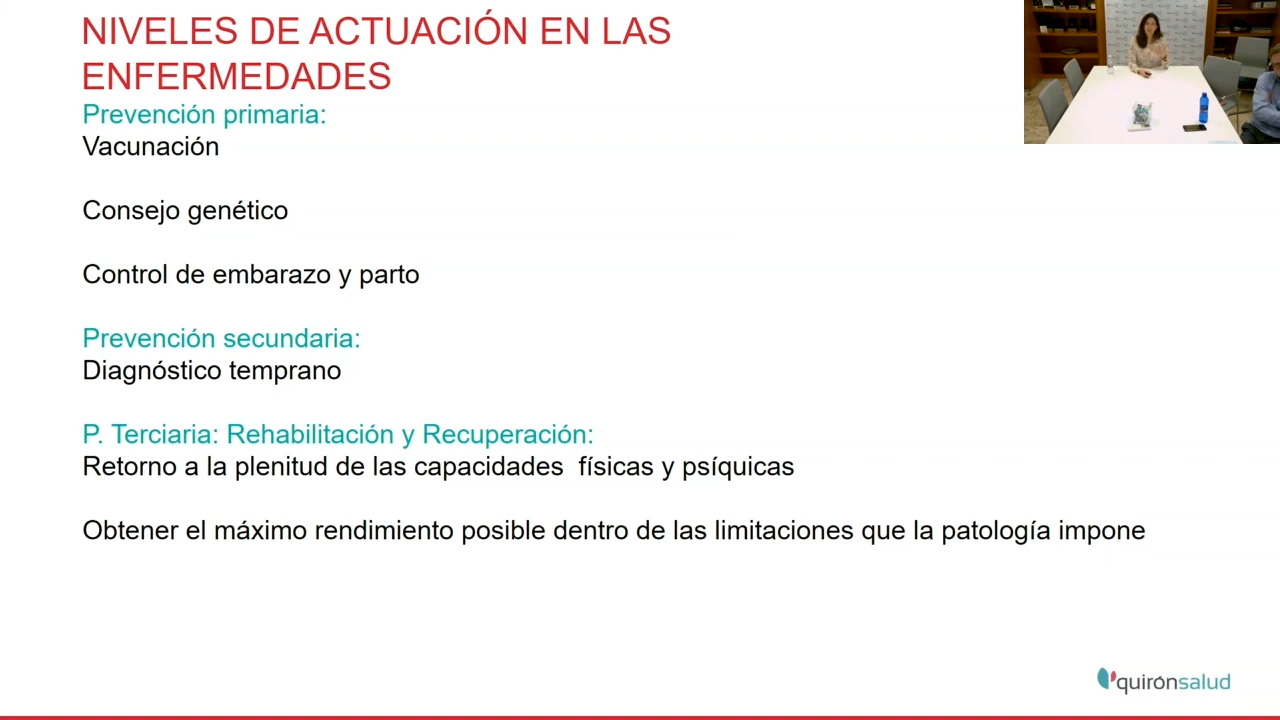 NIVELES DE ACTUACIÓN EN LAS
ENFERMEDADES
Prevención primaria:
Vacunación
Consejo genético
Control de embarazo y parto
Prevención secundaria:
Diagnóstico temprano
P. Terciaria: Rehabilitación y Recuperación:
Retorno a la plenitud de las capacidades físicas y psíquicas
Obtener el máximo rendimiento posible dentro de las limitaciones que la patología impone
quirónsalud